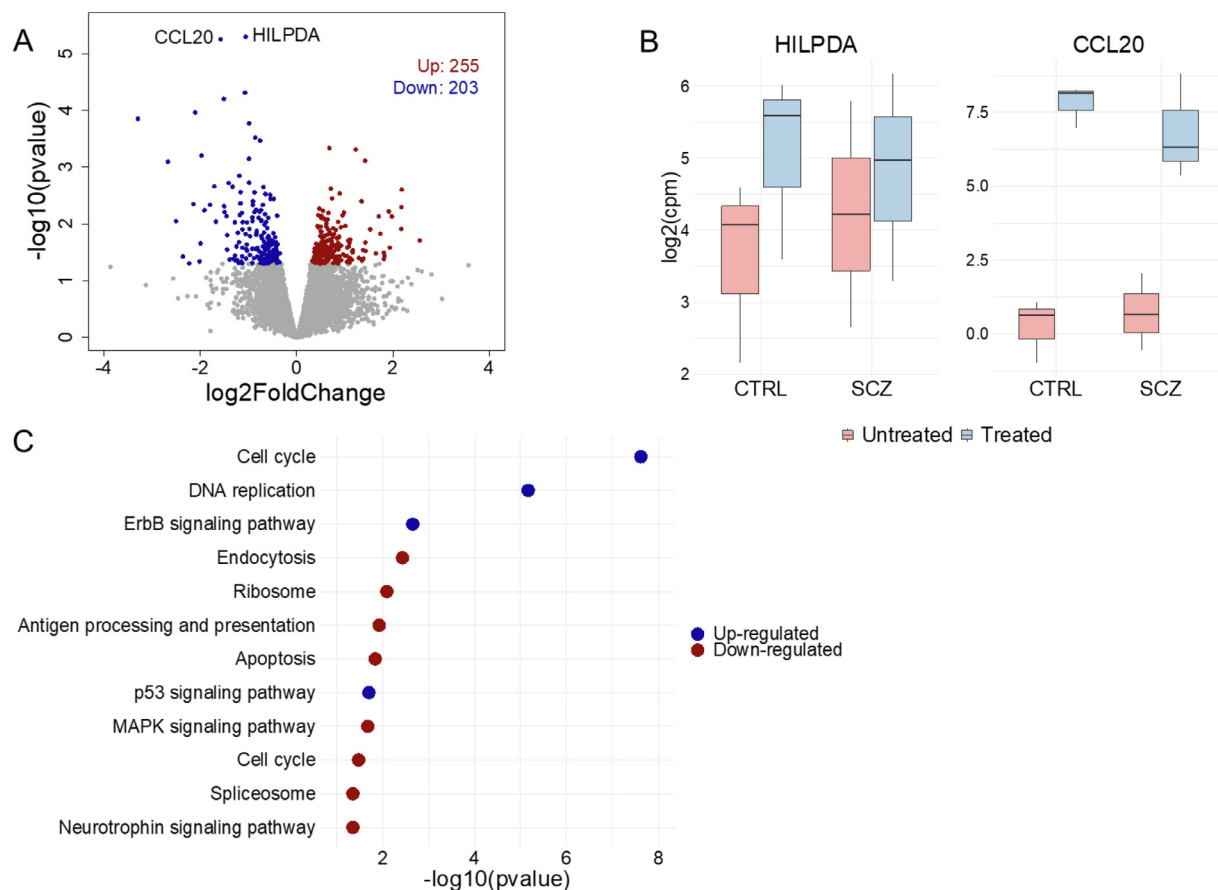 A
CCL20
HILPDA
Up: 255
Down: 203
5
4
3
2
1
0
-log10(pvalue)
-4
-2
0
2
4
log2FoldChange
B
HILPDA
CCL20
6
5
4
3
2
log2(cpm)
7.5
5.0
2.5
0.0
CTRL
SCZ
CTRL
SCZ
Untreated
Treated
C
Cell cycle
DNA replication
ErbB signaling pathway
Endocytosis
Ribosome
Antigen processing and presentation
Apoptosis
p53 signaling pathway
MAPK signaling pathway
Cell cycle
Spliceosome
Neurotrophin signaling pathway
Up-regulated
Down-regulated
2
4
6
8
-log10(pvalue)